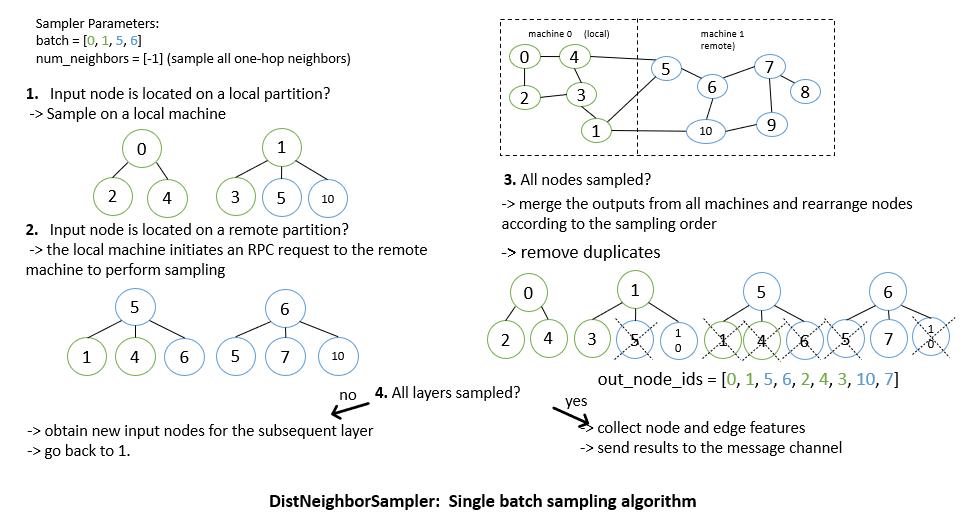 Sampler Parameters:
batch = [0, 1, 5, 6]
num_neighbors = [-1] (sample all one-hop neighbors)
1. Input node is located on a local partition?
-> Sample on a local machine
0
1
2
4
3
5
10
2. Input node is located on a remote partition?
-> the local machine initiates an RPC request to the remote
machine to perform sampling
5
6
1
4
6
5
7
10
machine 0 (local)
machine 1
remote)
0
4
5
7
6
8
2
3
1
10
9
3. All nodes sampled?
-> merge the outputs from all machines and rearrange nodes
according to the sampling order
-> remove duplicates
0
1
5
6
2
4
3
5
1
0
1
4
6
5
7
1
0
out_node_ids = [0, 1, 5, 6, 2, 4, 3, 10, 7]
4. All layers sampled?
no
-> obtain new input nodes for the subsequent layer
-> go back to 1.
yes
-> collect node and edge features
-> send results to the message channel
DistNeighborSampler: Single batch sampling algorithm